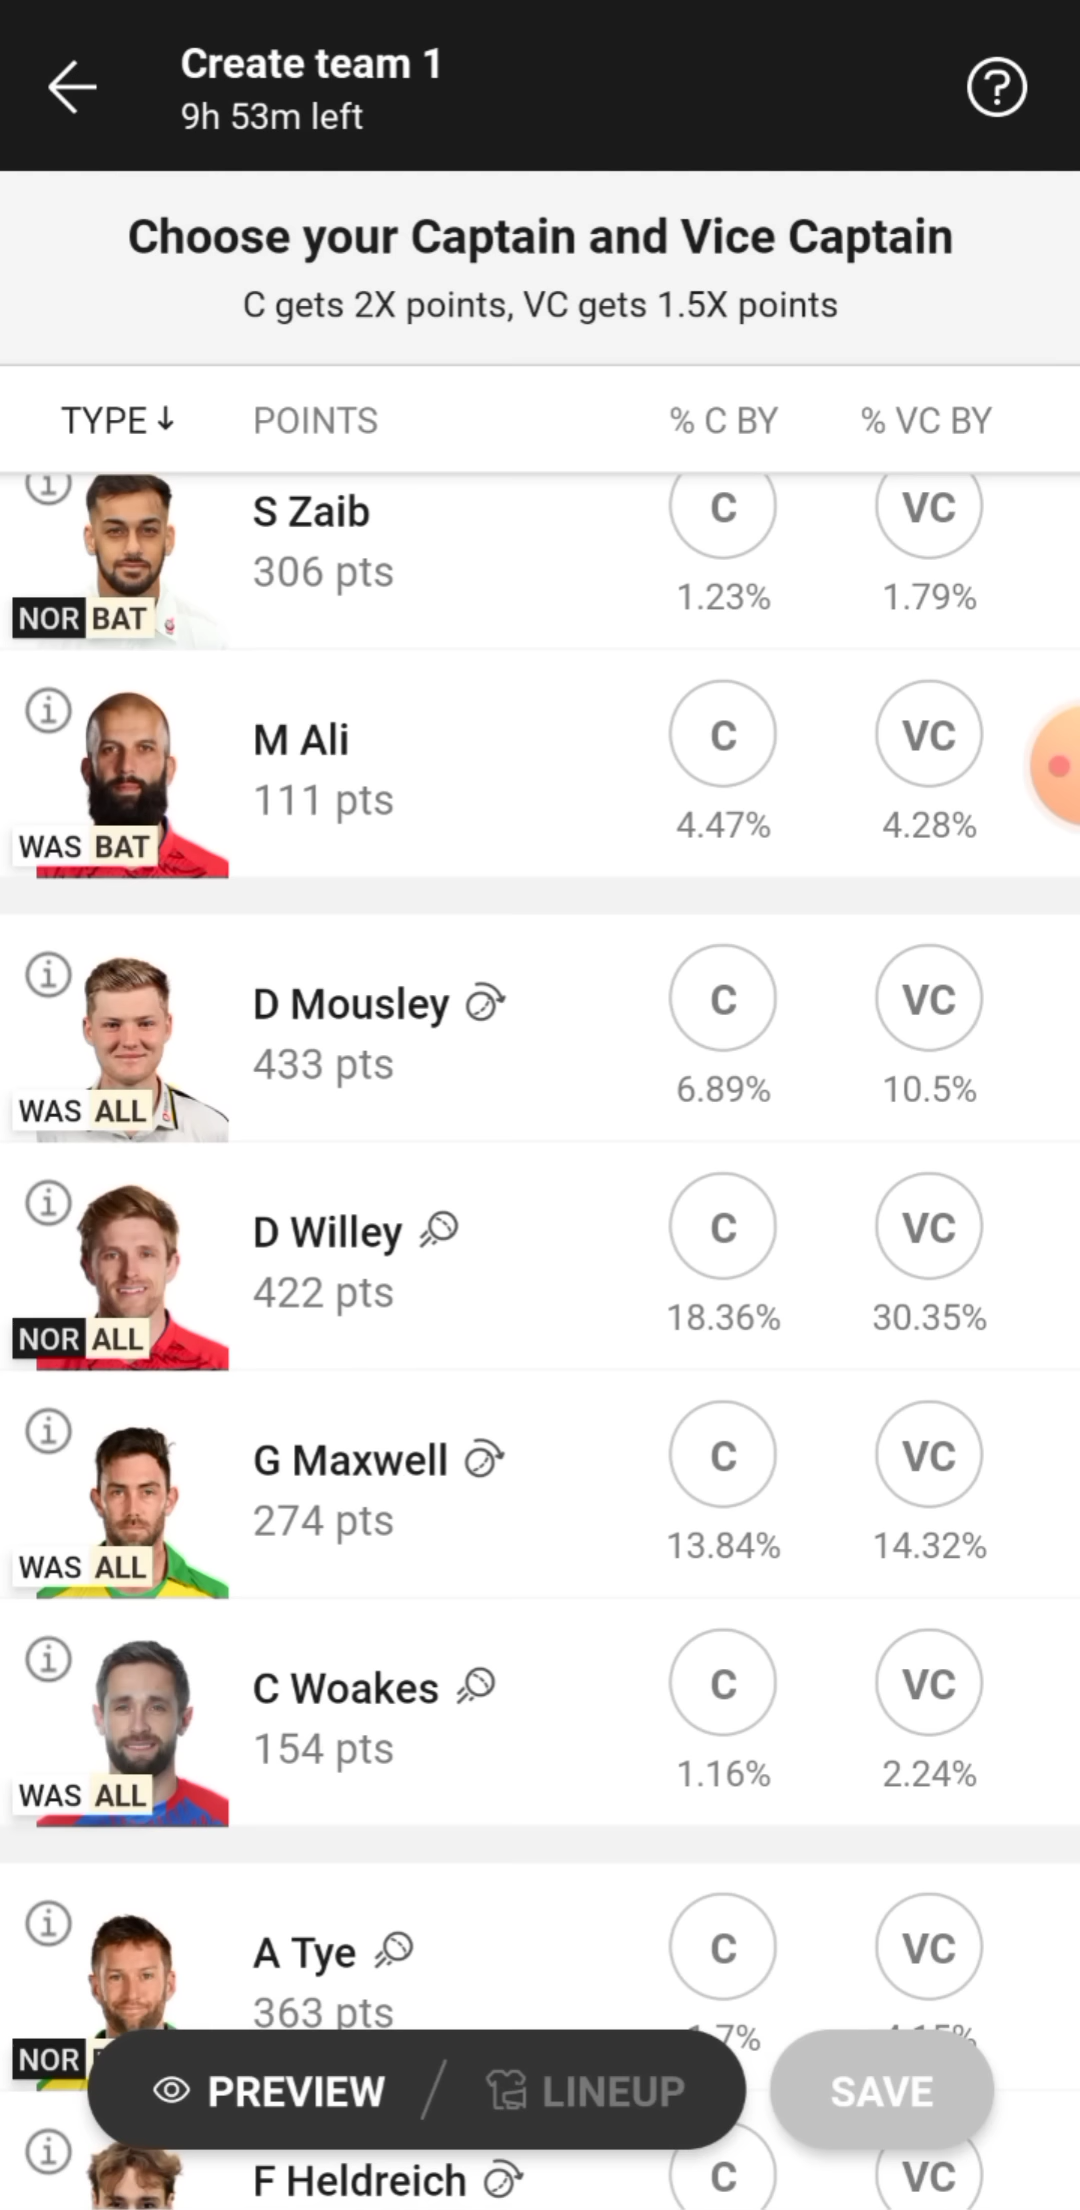 Create team 1
9h 53m left
Choose your Captain and Vice Captain
C gets 2X points, VC gets 1.5X points
TYPE POINTS % C BY % VC BY
S Zaib C VC
306 pts 1.23% 1.79%
NOR BAT
M Ali C VC
111 pts 4.47% 4.28%
WAS BAT
D Mousley C VC
433 pts 6.89% 10.5%
WAS ALL
D Willey C VC
422 pts 18.36% 30.35%
NOR ALL
G Maxwell C VC
274 pts 13.84% 14.32%
WAS ALL
C Woakes C VC
154 pts 1.16% 2.24%
WAS ALL
A Tye C VC
363 pts
NOR
PREVIEW LINEUP SAVE
F Heldreich C VC